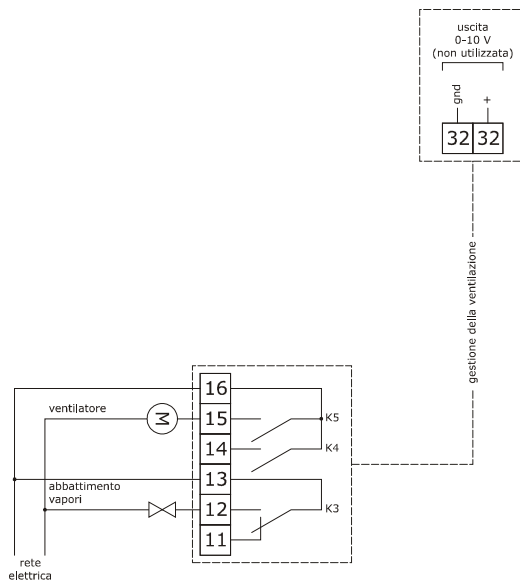 uscita
0-10 V
(non utilizzata)
gnd
+
32 32
gestione della ventilazione
16
ventilatore
M
15
K5
14
K4
13
abbattimento
vapori
12
K3
11
rete
elettrica